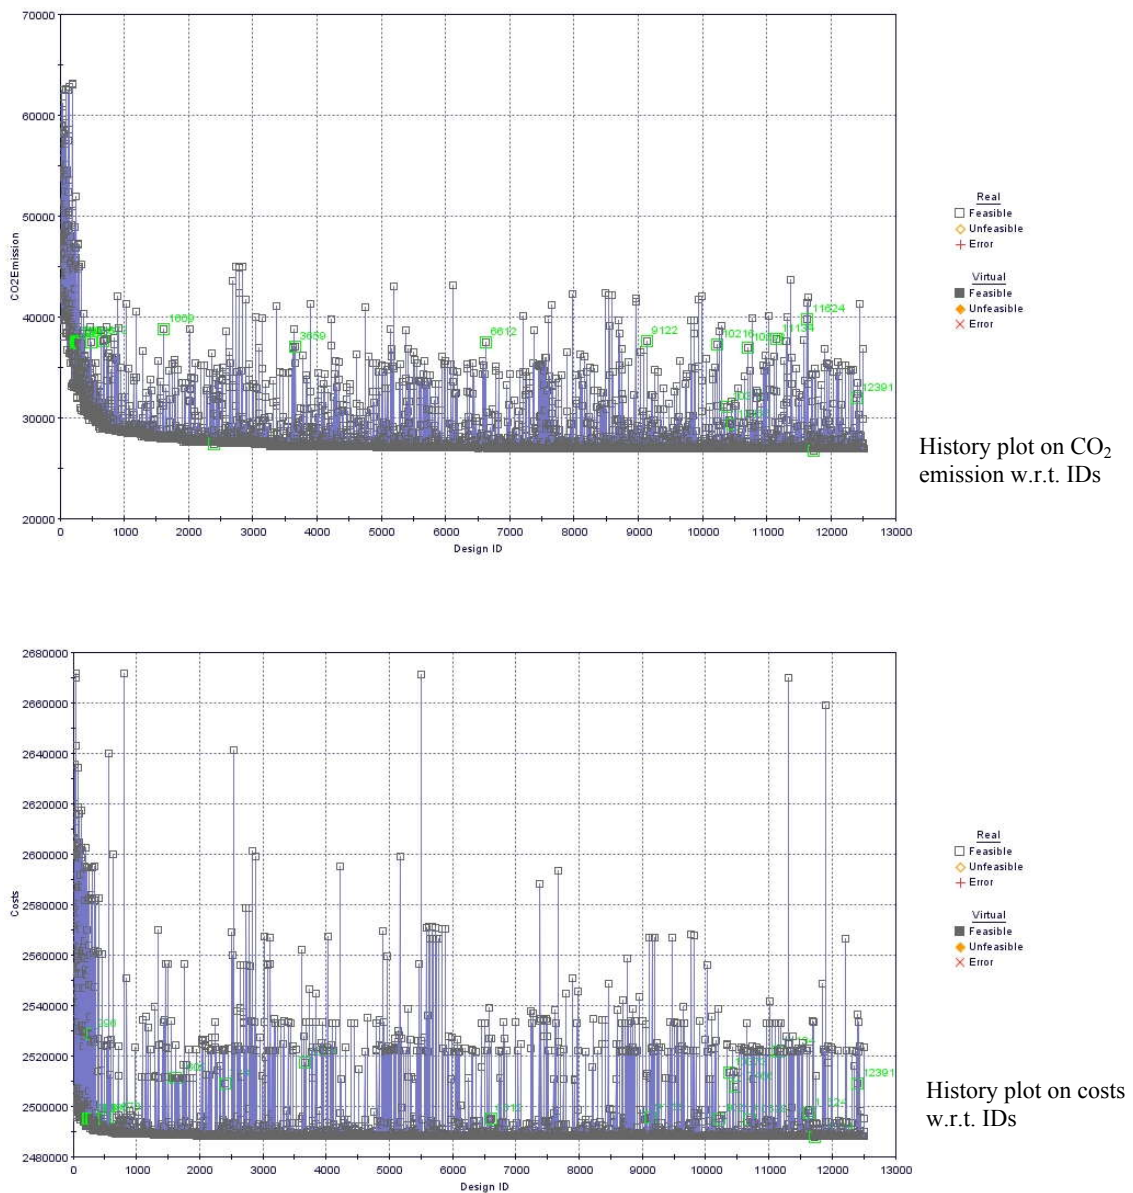 70000
60000
50000
40000
30000
20000
CO2Emission
0 1000 2000 3000 4000 5000 6000 7000 8000 9000 10000 11000 12000 13000
Design ID
1669
3659
6612
9122
10216
11134
11624
12391
Real
Feasible
Unfeasible
Error
Virtual
Feasible
Unfeasible
Error
History plot on CO2
emission w.r.t. IDs
2680000
2660000
2640000
2620000
2600000
2580000
2560000
2540000
2520000
2500000
2480000
Costs
0 1000 2000 3000 4000 5000 6000 7000 8000 9000 10000 11000 12000 13000
Design ID
12391
Real
Feasible
Unfeasible
Error
Virtual
Feasible
Unfeasible
Error
History plot on costs
w.r.t. IDs